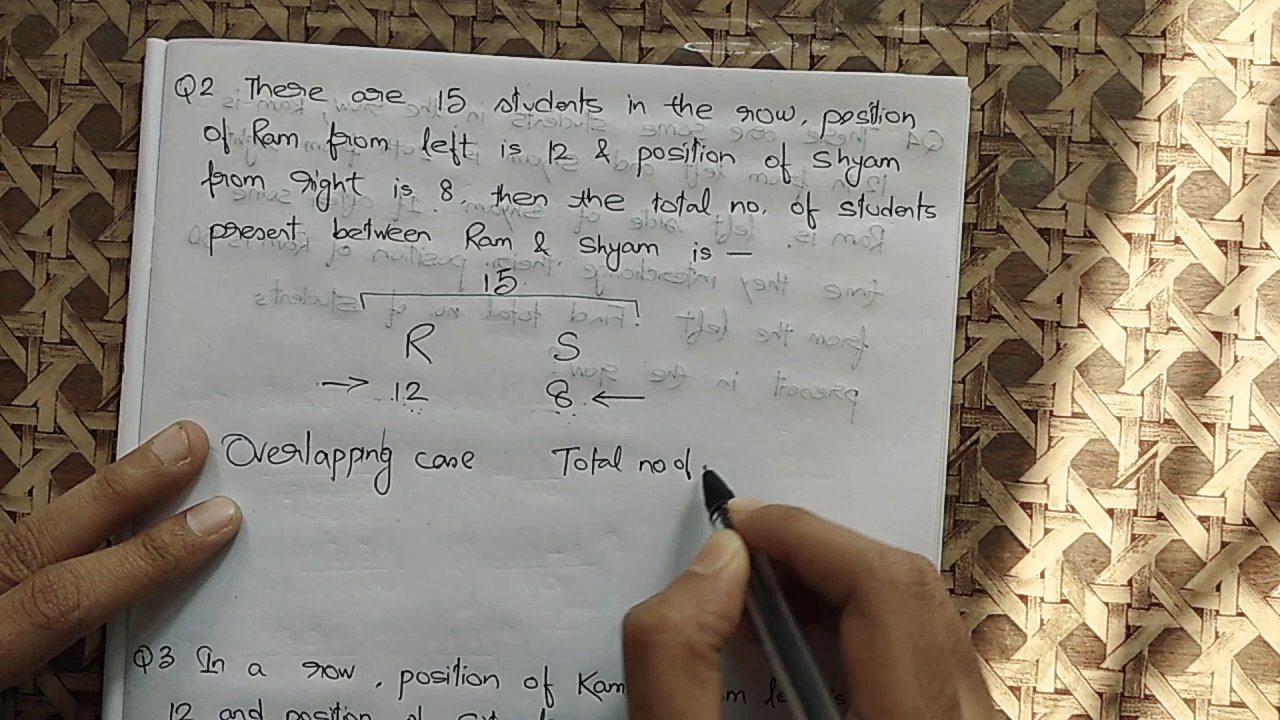 Q2 There are 15 students in the row, position
of Ram from left is 12 & position of Shyam
from right is 8, then the total no. of students
present between Ram & Shyam is —
15
R S
→ 12 8 ←
Overlapping case Total no of
Q3 In a row, position of
12 and position of